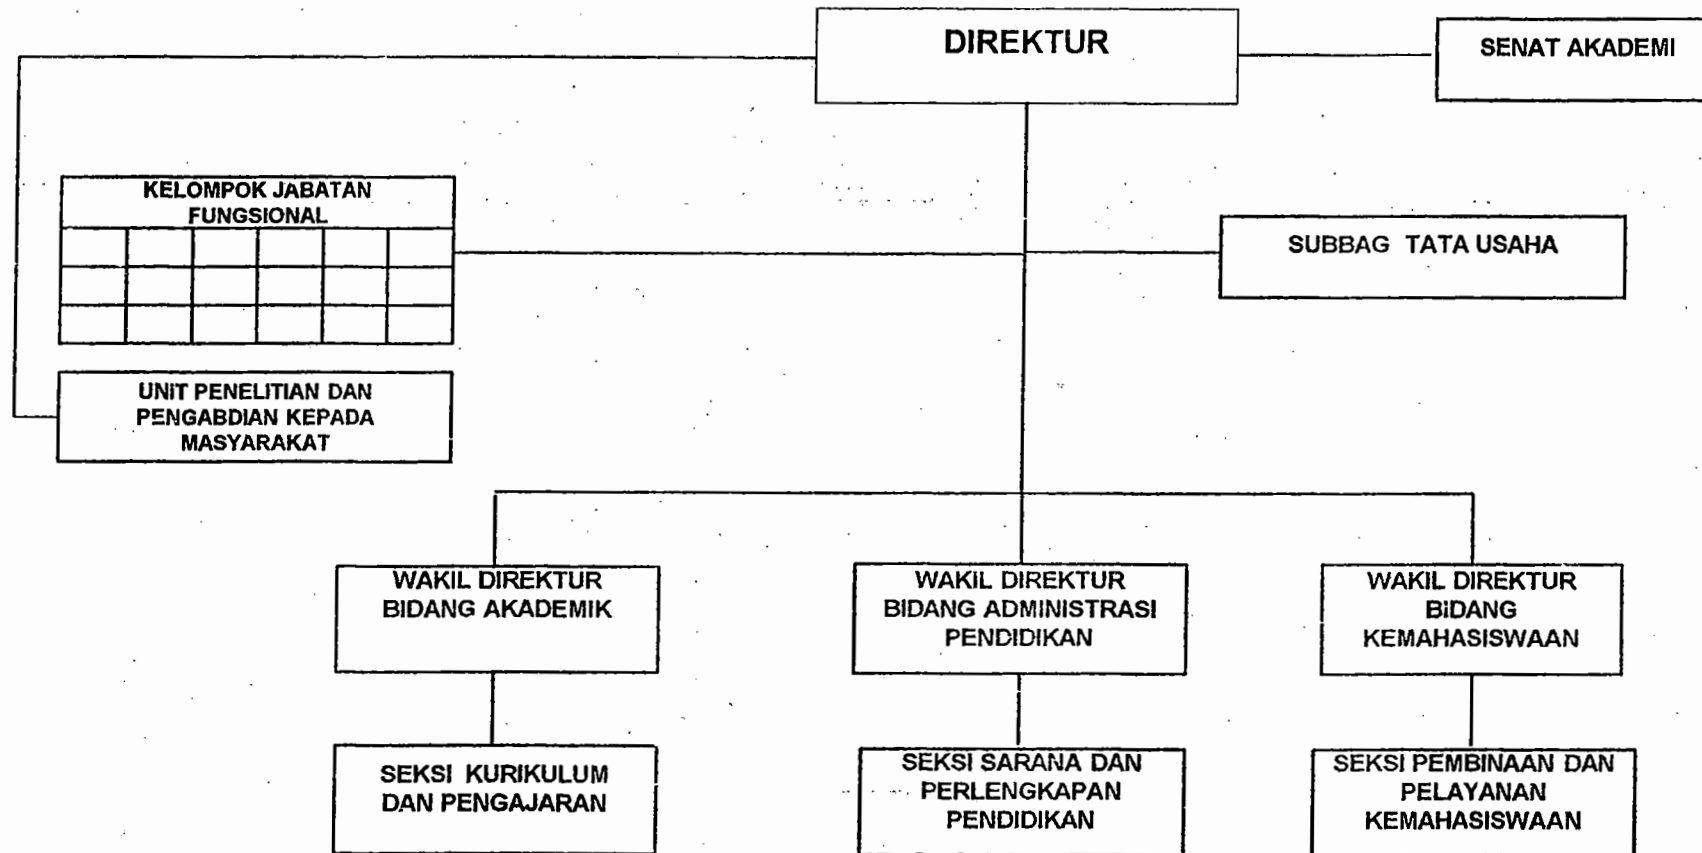 DIREKTUR
SENAT AKADEMI
KELOMPOK JABATAN
FUNGSIONAL
SUBBAG TATA USAHA
UNIT PENELITIAN DAN
PENGABDIAN KEPADA
MASYARAKAT
WAKIL DIREKTUR
BIDANG AKADEMIK
WAKIL DIREKTUR
BIDANG ADMINISTRASI
PENDIDIKAN
WAKIL DIREKTUR
BIDANG
KEMAHASISWAAN
SEKSI KURIKULUM
DAN PENGAJARAN
SEKSI SARANA DAN
PERLENGKAPAN
PENDIDIKAN
SEKSI PEMBINAAN DAN
PELAYANAN
KEMAHASISWAAN